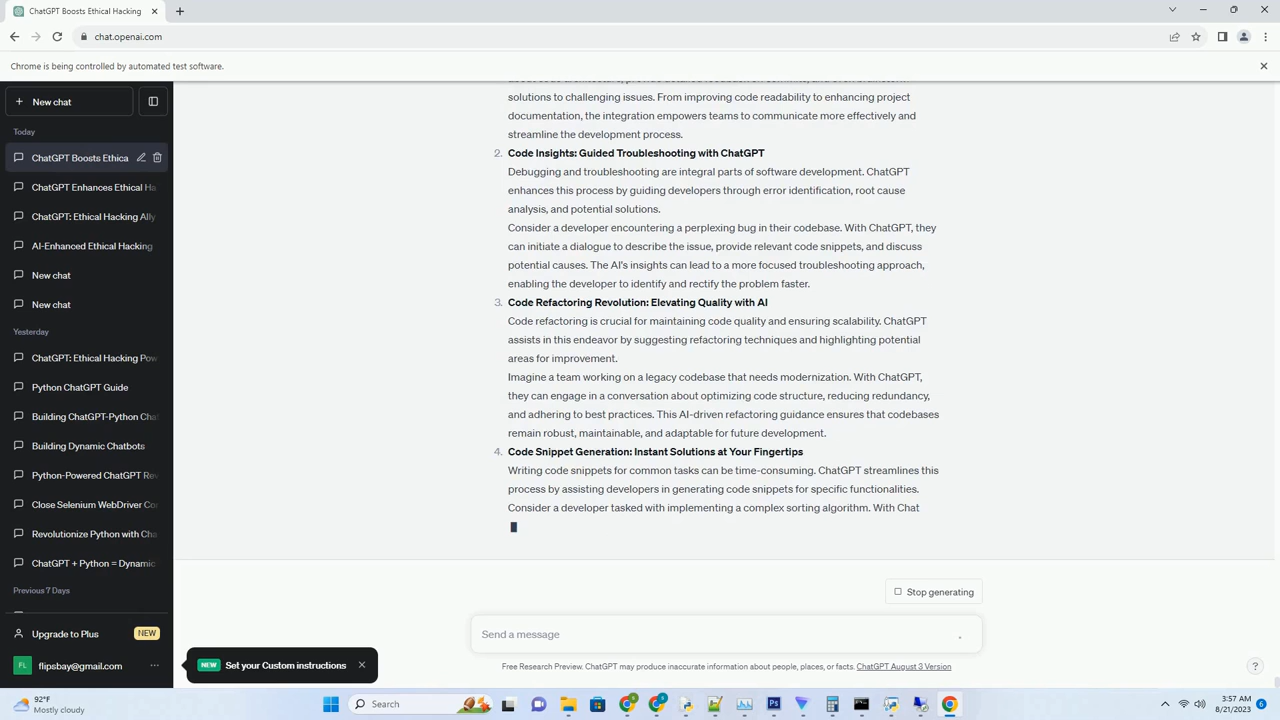 ChatGPT Boosts Ethical Hacking
chat.openai.com
Chrome is being controlled by automated test software.
New chat
Today
ChatGPT Boosts Ethica
ChatGPT Enhances Ethical Ha
ChatGPT: Ethical Hacking Ally
AI-Enhanced Ethical Hacking
New chat
New chat
Yesterday
ChatGPT: Ethical Hacking Pow
Python ChatGPT Guide
Building ChatGPT-Python Chat
Building Dynamic Chatbots
Python-Powered ChatGPT Rev
Close Selenium WebDriver Con
Revolutionize Python with Cha
ChatGPT + Python = Dynamic
Previous 7 Days
Upgrade to Plus
NEW
FL
flipsbay@gmail.com
solutions to challenging issues. From improving code readability to enhancing project
documentation, the integration empowers teams to communicate more effectively and
streamline the development process.
2. Code Insights: Guided Troubleshooting with ChatGPT
Debugging and troubleshooting are integral parts of software development. ChatGPT
enhances this process by guiding developers through error identification, root cause
analysis, and potential solutions.
Consider a developer encountering a perplexing bug in their codebase. With ChatGPT, they
can initiate a dialogue to describe the issue, provide relevant code snippets, and discuss
potential causes. The AI's insights can lead to a more focused troubleshooting approach,
enabling the developer to identify and rectify the problem faster.
3. Code Refactoring Revolution: Elevating Quality with AI
Code refactoring is crucial for maintaining code quality and ensuring scalability. ChatGPT
assists in this endeavor by suggesting refactoring techniques and highlighting potential
areas for improvement.
Imagine a team working on a legacy codebase that needs modernization. With ChatGPT,
they can engage in a conversation about optimizing code structure, reducing redundancy,
and adhering to best practices. This AI-driven refactoring guidance ensures that codebases
remain robust, maintainable, and adaptable for future development.
4. Code Snippet Generation: Instant Solutions at Your Fingertips
Writing code snippets for common tasks can be time-consuming. ChatGPT streamlines this
process by assisting developers in generating code snippets for specific functionalities.
Consider a developer tasked with implementing a complex sorting algorithm. With Chat
Stop generating
Send a message
NEW Set your Custom instructions
Free Research Preview. ChatGPT may produce inaccurate information about people, places, or facts. ChatGPT August 3 Version
?
92°F
Mostly cloudy
Search
3:57 AM
8/21/2023